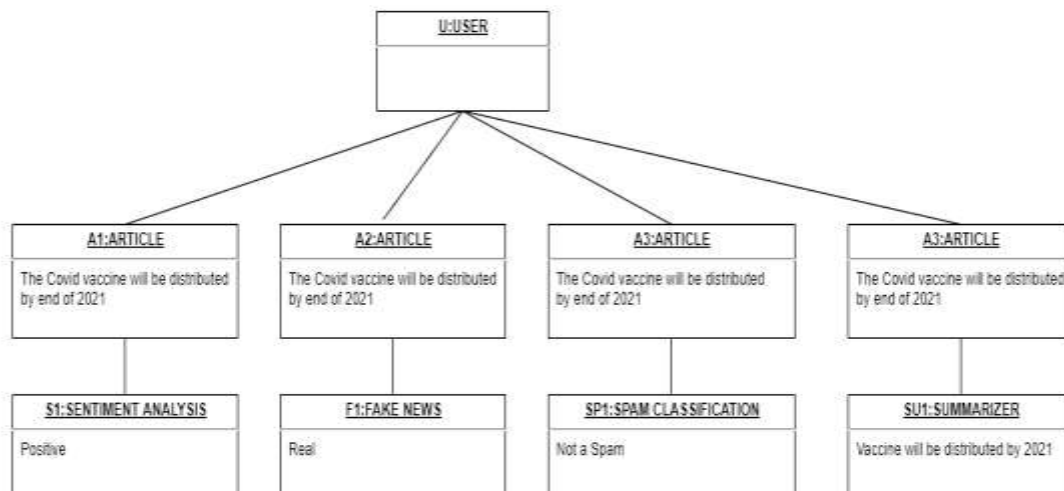 U:USER
A1:ARTICLE
The Covid vaccine will be distributed
by end of 2021
A2:ARTICLE
The Covid vaccine will be distributed
by end of 2021
A3:ARTICLE
The Covid vaccine will be distributed
by end of 2021
A3:ARTICLE
The Covid vaccine will be distributed
by end of 2021
S1:SENTIMENT ANALYSIS
Positive
F1:FAKE NEWS
Real
SP1:SPAM CLASSIFICATION
Not a Spam
SU1:SUMMARIZER
Vaccine will be distributed by 2021